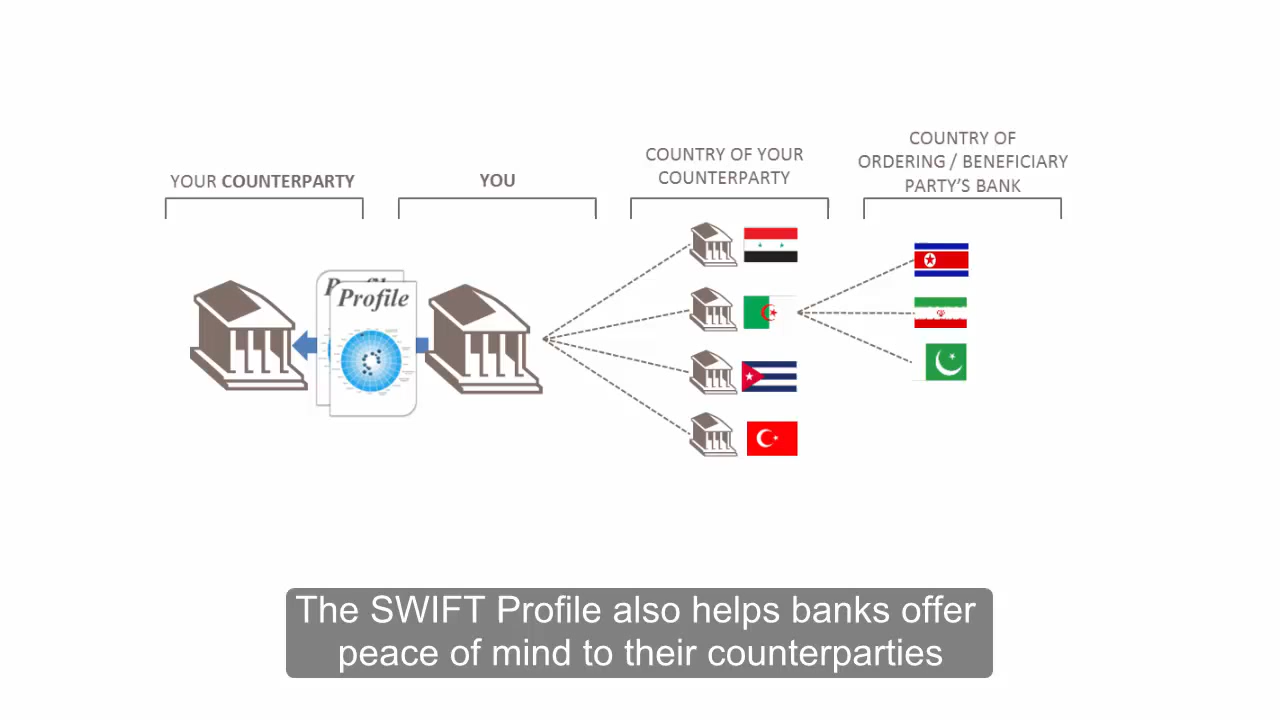 YOUR COUNTERPARTY
YOU
COUNTRY OF YOUR
COUNTERPARTY
COUNTRY OF
ORDERING / BENEFICIARY
PARTY'S BANK
Profile
The SWIFT Profile also helps banks offer
peace of mind to their counterparties